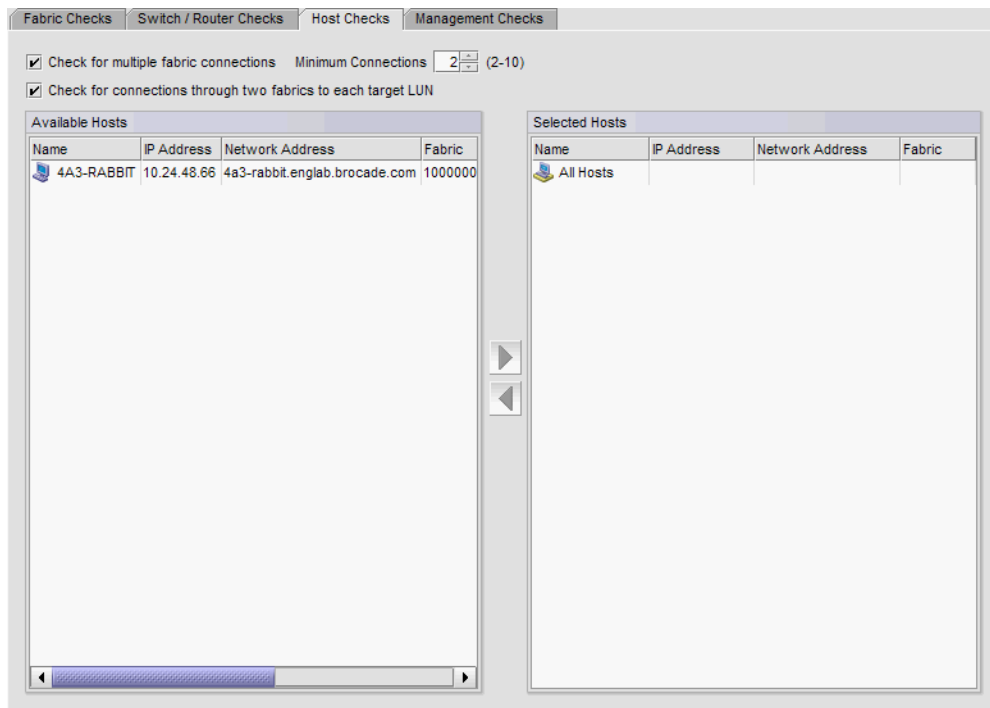 Fabric Checks Switch / Router Checks Host Checks Management Checks
Check for multiple fabric connections Minimum Connections 2 (2-10)
Check for connections through two fabrics to each target LUN
Available Hosts
Name IP Address Network Address Fabric
4A3-RABBIT 10.24.48.66 4a3-rabbit.englab.brocade.com 1000000
Selected Hosts
Name IP Address Network Address Fabric
All Hosts